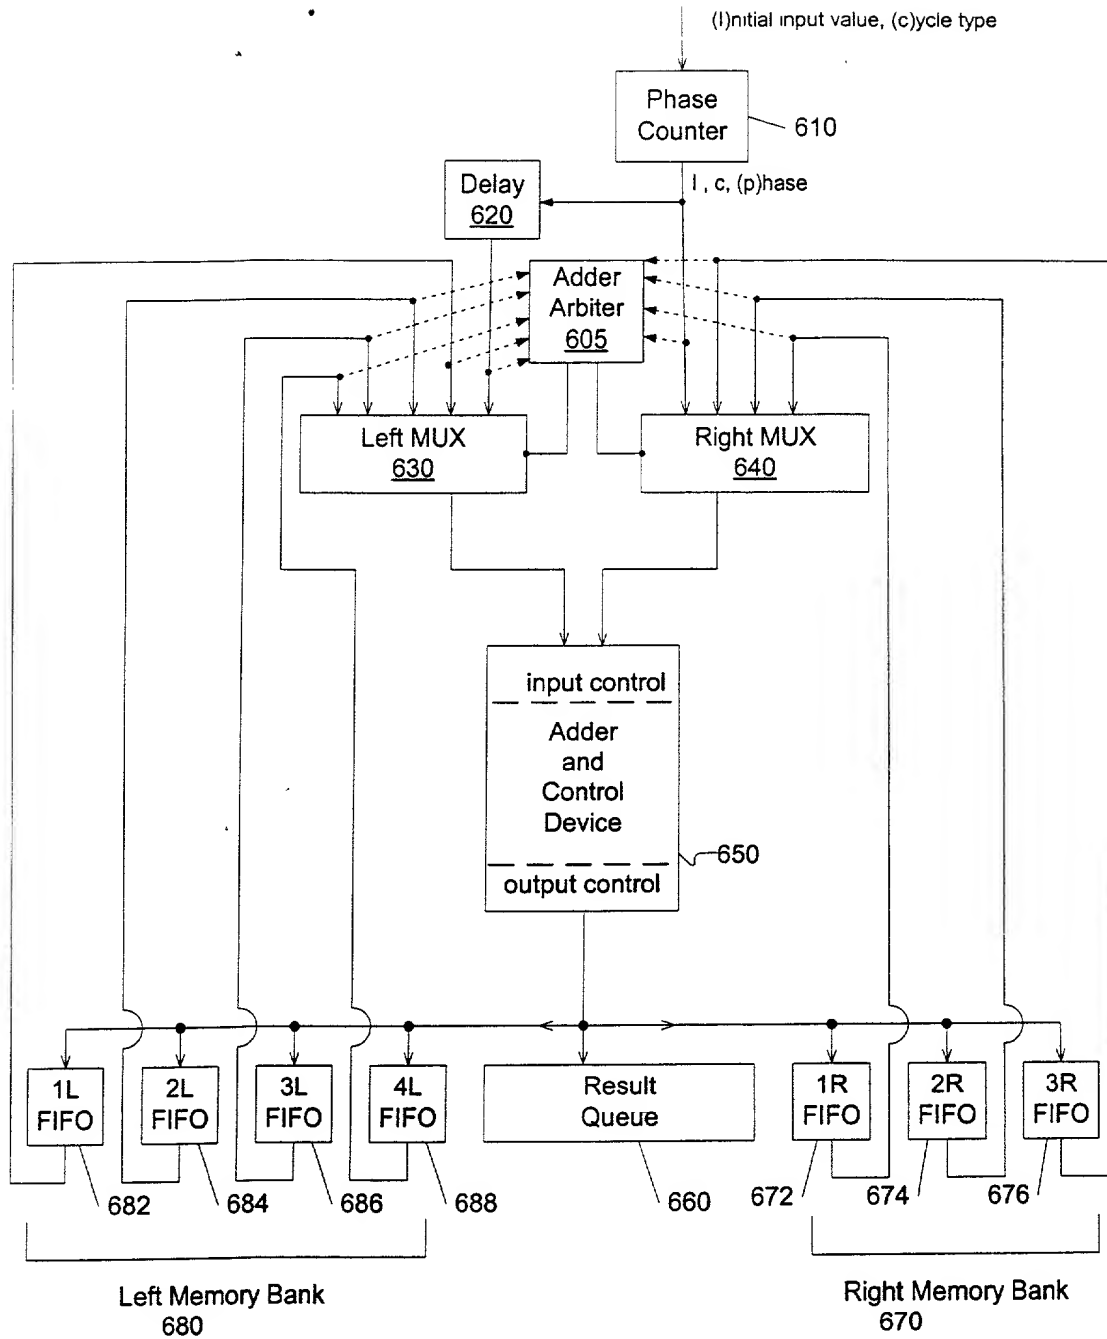 (I)nitial input value, (c)ycle type
Phase
Counter
610
I , c, (p)hase
Delay
620
Adder
Arbiter
605
Left MUX
630
Right MUX
640
input control
Adder
and
Control
Device
650
output control
1L
FIFO
2L
FIFO
3L
FIFO
4L
FIFO
Result
Queue
1R
FIFO
2R
FIFO
3R
FIFO
682
684
686
688
660
672
674
676
Left Memory Bank
680
Right Memory Bank
670